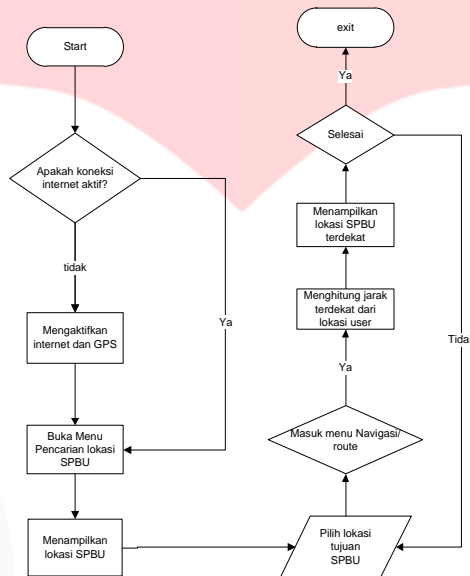 Start
Apakah koneksi
internet aktif?
tidak
Ya
Mengaktifkan
internet dan GPS
Buka Menu
Pencarian lokasi
SPBU
Menampilkan
lokasi SPBU
Pilih lokasi
tujuan
SPBU
Masuk menu Navigasi/
route
Ya
Menghitung jarak
terdekat dari
lokasi user
Menampilkan
lokasi SPBU
terdekat
Selesai
Tidak
Ya
exit